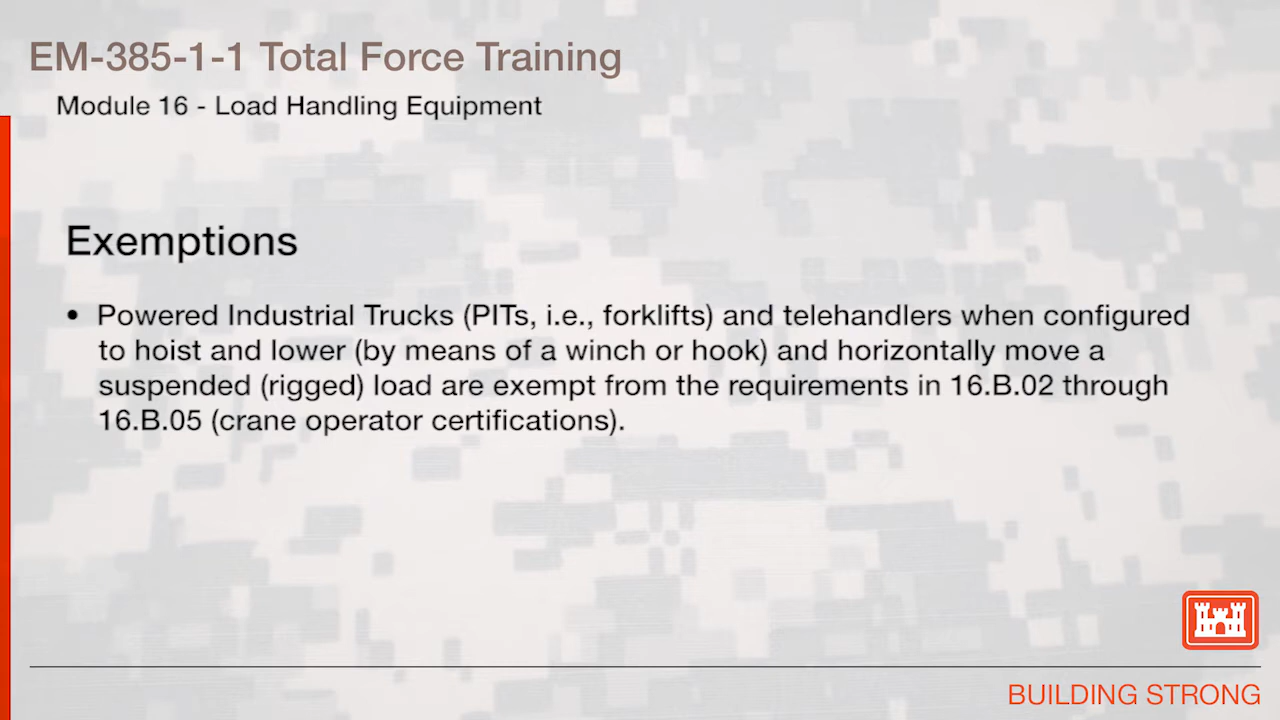 EM-385-1-1 Total Force Training
Module 16 - Load Handling Equipment
Exemptions
• Powered Industrial Trucks (PITs, i.e., forklifts) and telehandlers when configured
to hoist and lower (by means of a winch or hook) and horizontally move a
suspended (rigged) load are exempt from the requirements in 16.B.02 through
16.B.05 (crane operator certifications).
BUILDING STRONG